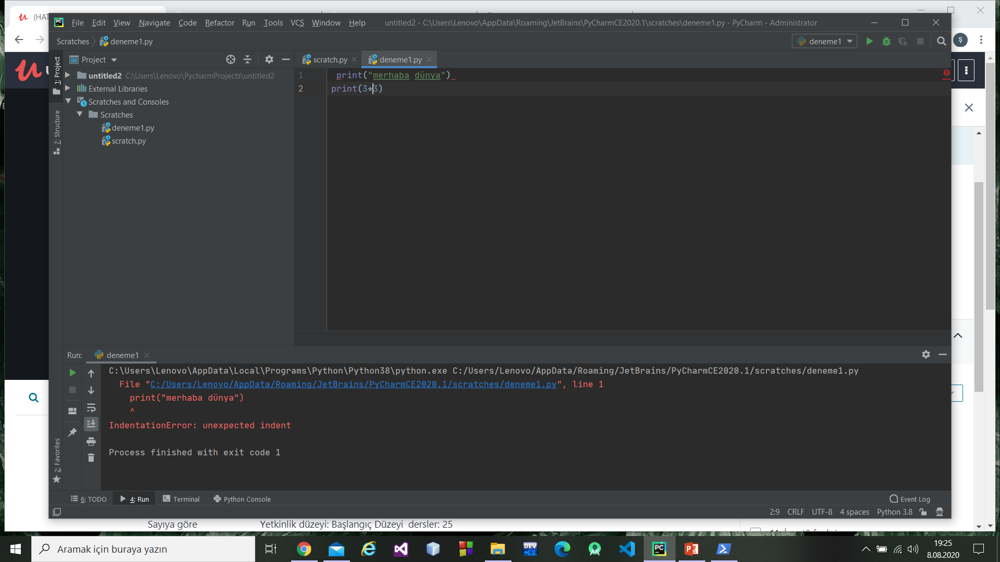 (HAT
File Edit View Navigate Code Refactor Run Tools VCS Window Help untitled2 - C:\Users\Lenovo\AppData\Roaming\JetBrains\PyCharmCE2020.1\scratches\deneme1.py - PyCharm - Administrator
Scratches deneme1.py deneme1 Ş
1: Project
Project
scratch.py deneme1.py
untitled2 C:\Users\Lenovo\PycharmProjects\untitled2
External Libraries
Scratches and Consoles
Scratches
deneme1.py
scratch.py
7: Structure
1 print("merhaba dünya")
2 print(3*3)
Run: deneme1
C:\Users\Lenovo\AppData\Local\Programs\Python\Python38\python.exe C:/Users/Lenovo/AppData/Roaming/JetBrains/PyCharmCE2020.1/scratches/deneme1.py
File "C:/Users/Lenovo/AppData/Roaming/JetBrains/PyCharmCE2020.1/scratches/deneme1.py", line 1
print("merhaba dünya")
^
IndentationError: unexpected indent
Process finished with exit code 1
2: Favorites
6: TODO 4: Run Terminal Python Console Event Log
2:9 CRLF UTF-8 4 spaces Python 3.8
Sayıya göre Yetkinlik düzeyi: Başlangıç Düzeyi dersler: 25
Aramak için buraya yazın
DEV C++
PC
19:25
8.08.2020